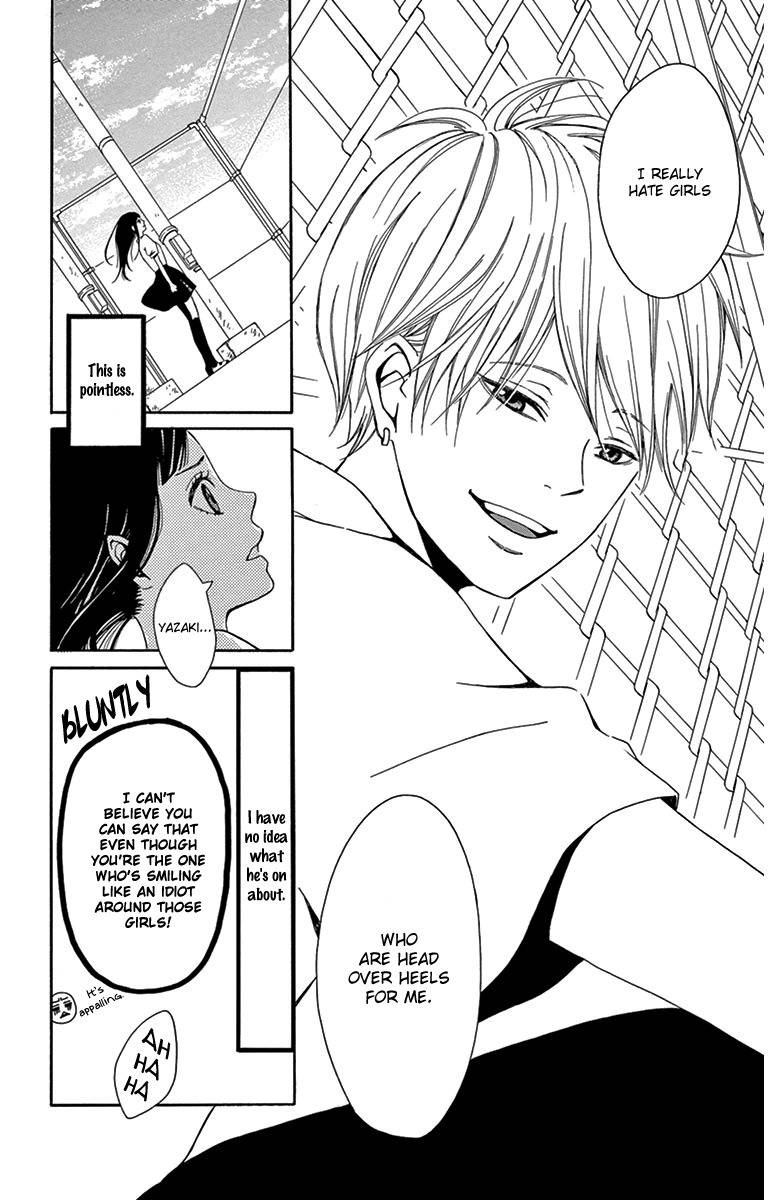 I REALLY
HATE GIRLS
WHO
ARE HEAD
OVER HEELS
FOR ME.
This is
pointless.
YAZAKI...
I have
no idea
what
he's on
about.
BLUNTLY
I CAN'T
BELIEVE YOU
CAN SAY THAT
EVEN THOUGH
YOU'RE THE ONE
WHO'S SMILING
LIKE AN IDIOT
AROUND THOSE
GIRLS!
It's
appalling.
AH
HA
HA